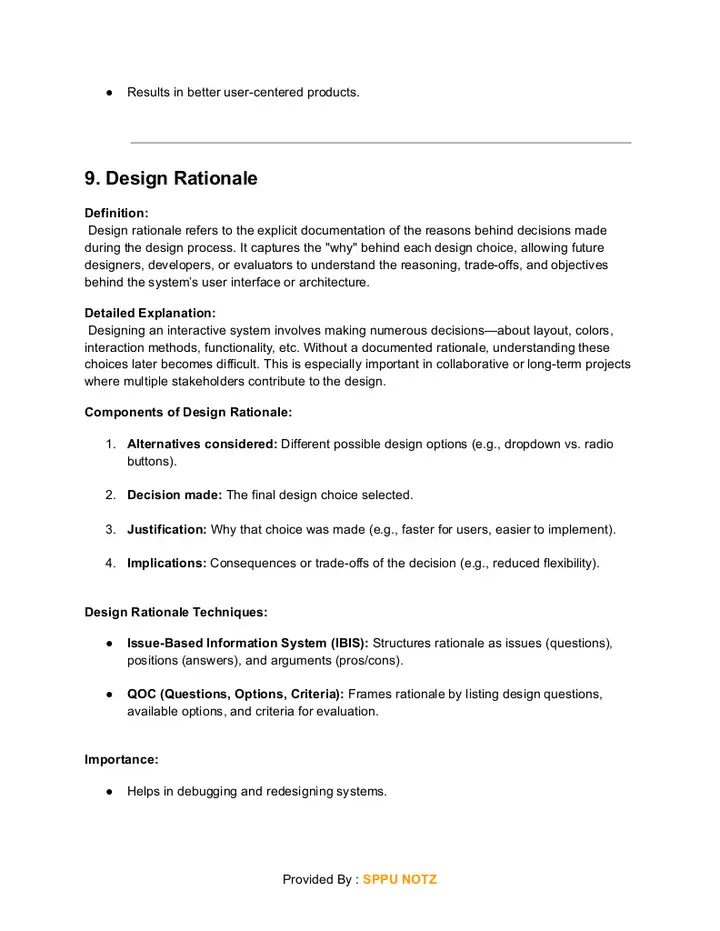 ● Results in better user-centered products.
9. Design Rationale
Definition:
Design rationale refers to the explicit documentation of the reasons behind decisions made
during the design process. It captures the "why" behind each design choice, allowing future
designers, developers, or evaluators to understand the reasoning, trade-offs, and objectives
behind the system’s user interface or architecture.
Detailed Explanation:
Designing an interactive system involves making numerous decisions—about layout, colors,
interaction methods, functionality, etc. Without a documented rationale, understanding these
choices later becomes difficult. This is especially important in collaborative or long-term projects
where multiple stakeholders contribute to the design.
Components of Design Rationale:
1. Alternatives considered: Different possible design options (e.g., dropdown vs. radio
buttons).
2. Decision made: The final design choice selected.
3. Justification: Why that choice was made (e.g., faster for users, easier to implement).
4. Implications: Consequences or trade-offs of the decision (e.g., reduced flexibility).
Design Rationale Techniques:
● Issue-Based Information System (IBIS): Structures rationale as issues (questions),
positions (answers), and arguments (pros/cons).
● QOC (Questions, Options, Criteria): Frames rationale by listing design questions,
available options, and criteria for evaluation.
Importance:
● Helps in debugging and redesigning systems.
Provided By : SPPU NOTZ